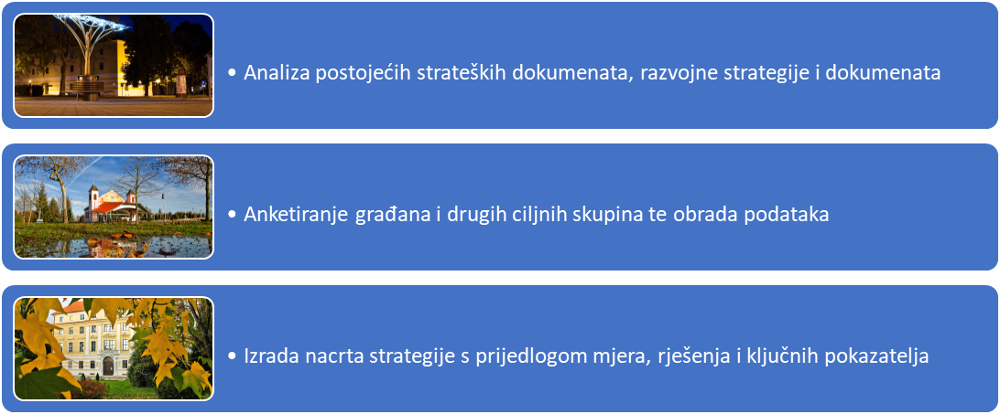 • Analiza postojećih strateških dokumenata, razvojne strategije i dokumenata
• Anketiranje građana i drugih ciljnih skupina te obrada podataka
• Izrada nacrta strategije s prijedlogom mjera, rješenja i ključnih pokazatelja